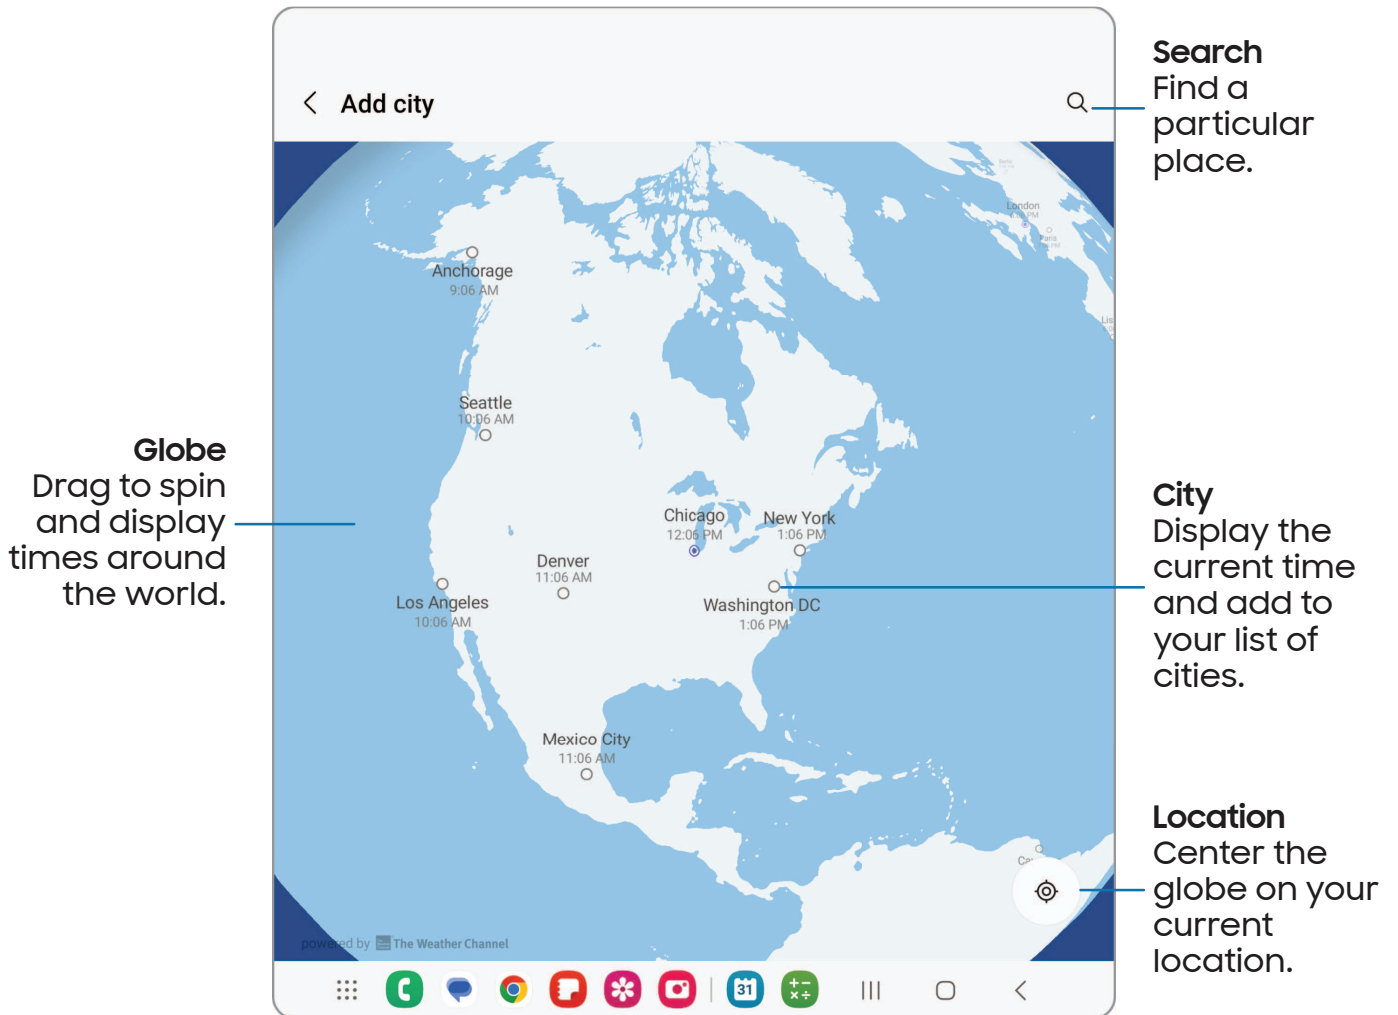 Add city
Search
Find a
particular
place.
London
Paris
Anchorage
9:06 AM
Seattle
10:06 AM
Globe
Drag to spin
and display
times around
the world.
Chicago
12:06 PM
New York
1:06 PM
Denver
11:06 AM
Los Angeles
10:06 AM
Washington DC
1:06 PM
City
Display the
current time
and add to
your list of
cities.
Mexico City
11:06 AM
Location
Center the
globe on your
current
location.
powered by The Weather Channel
31